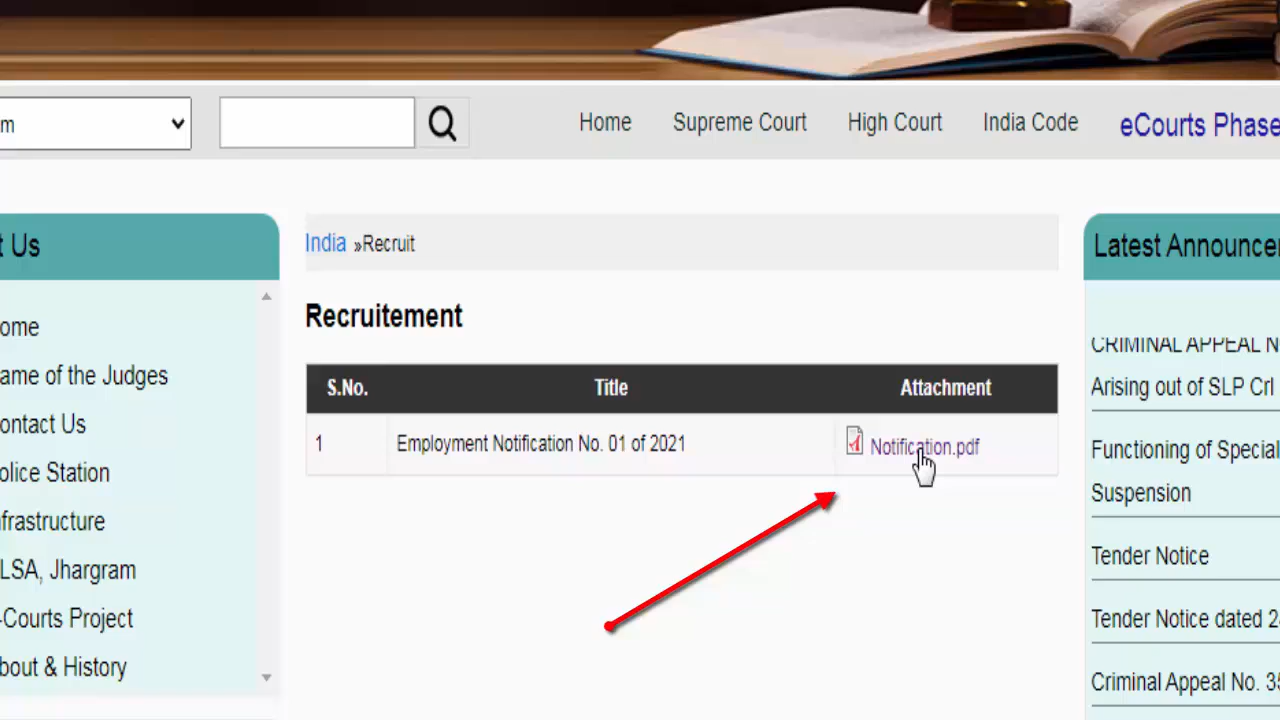 m
Home Supreme Court High Court India Code eCourts Phase
t Us
India »Recruit
Latest Announcer
ome
ame of the Judges
ontact Us
olice Station
frastructure
LSA, Jhargram
-Courts Project
bout & History
Recruitement
S.No. Title Attachment
1 Employment Notification No. 01 of 2021 Notification.pdf
CRIMINAL APPEAL N
Arising out of SLP Crl
Functioning of Special
Suspension
Tender Notice
Tender Notice dated 24
Criminal Appeal No. 35